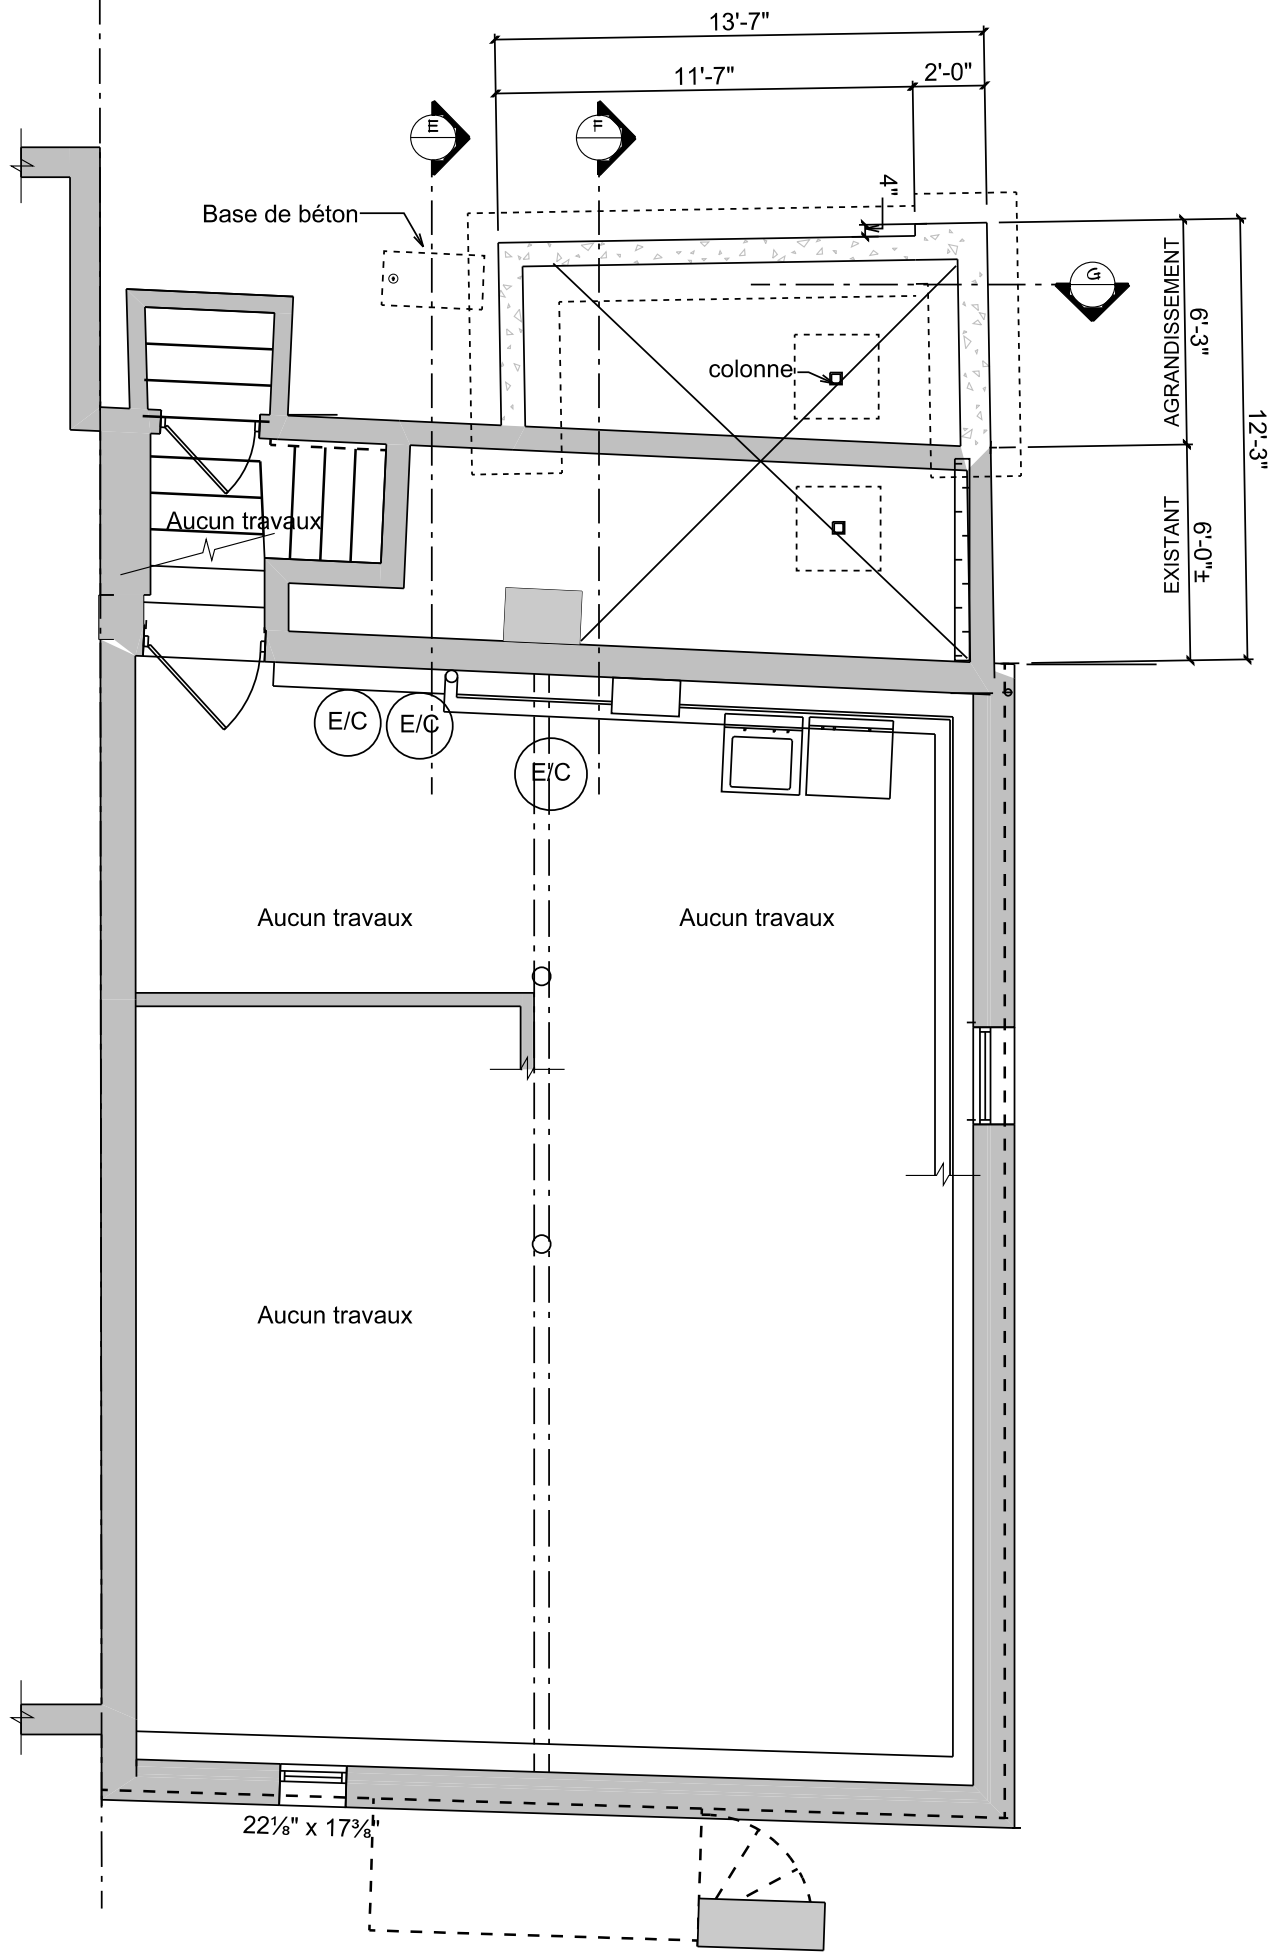 13'-7"
11'-7"
2'-0"
E
F
4"
Base de béton
G
AGRANDISSEMENT
6'-3"
colonne
12'-3"
EXISTANT
6'-0"±
Aucun travaux
E/C
E/C
E/C
Aucun travaux
Aucun travaux
Aucun travaux
22⅛" x 17⅜"